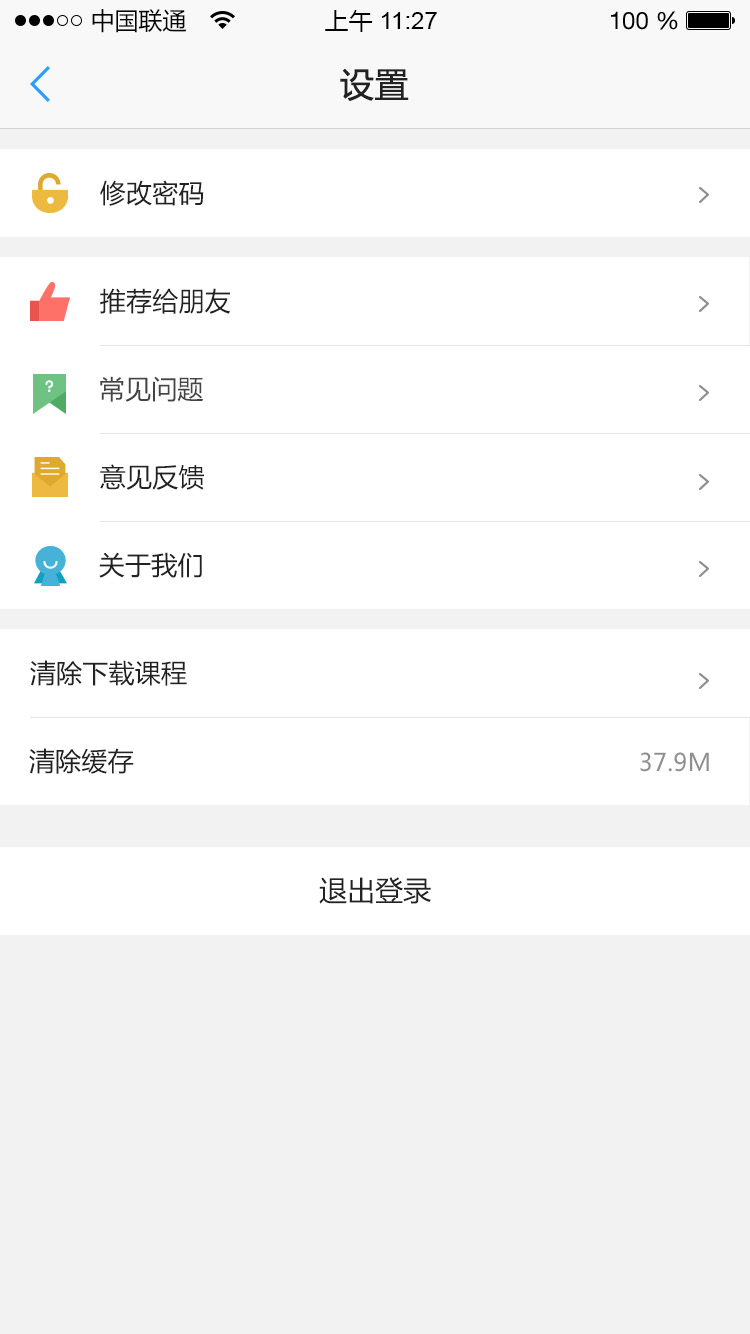 中国联通 上午 11:27 100 %
设置
修改密码
推荐给朋友
?
常见问题
意见反馈
关于我们
清除下载课程
清除缓存 37.9M
退出登录